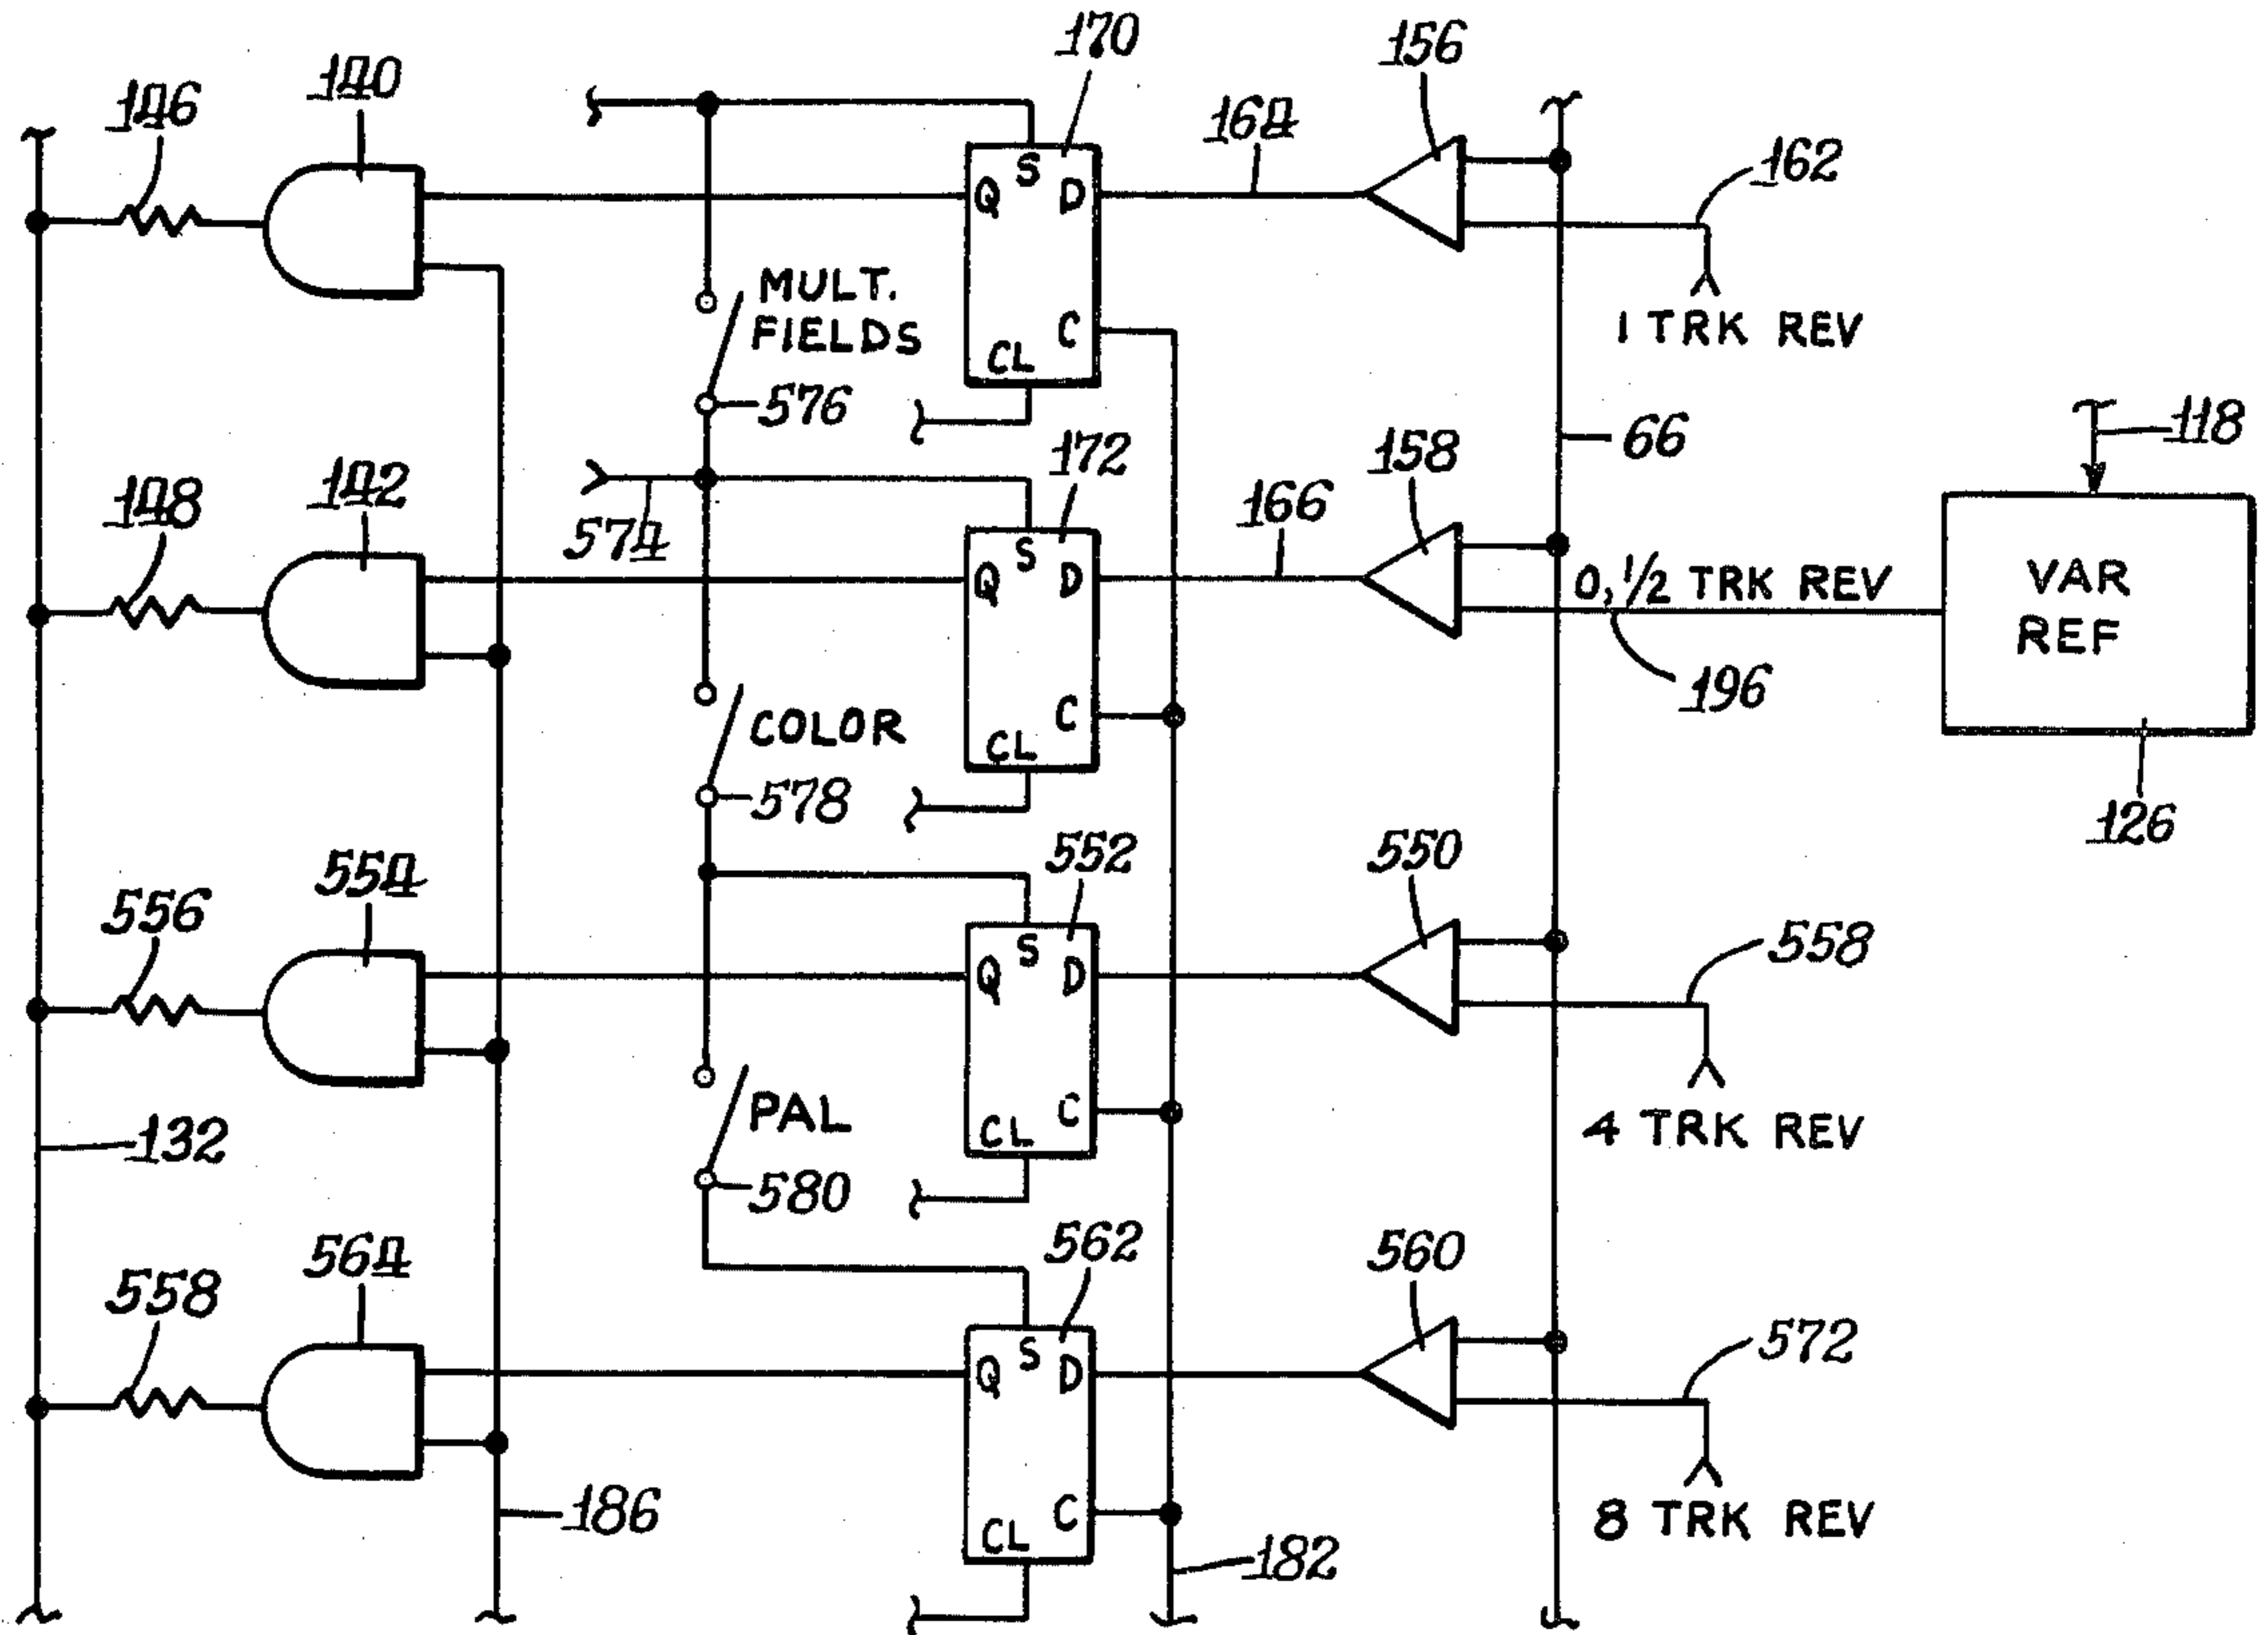 170
156
140
146
164
162
S
Q
D
MULT.
FIELDS
C
1 TRK REV
CL
576
66
118
172
158
142
148
574
166
S
Q
D
0, 1/2 TRK REV
VAR
REF
196
COLOR
C
CL
578
126
552
550
554
556
558
S
Q
D
PAL
C
4 TRK REV
CL
132
580
562
560
564
558
572
S
Q
D
186
C
8 TRK REV
CL
182